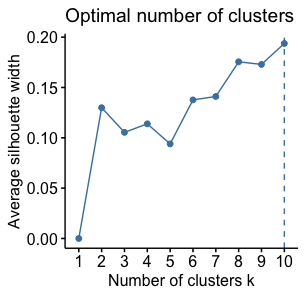 Optimal number of clusters
0.20
0.15
0.10
0.05
0.00
Average silhouette width
1 2 3 4 5 6 7 8 9 10
Number of clusters k